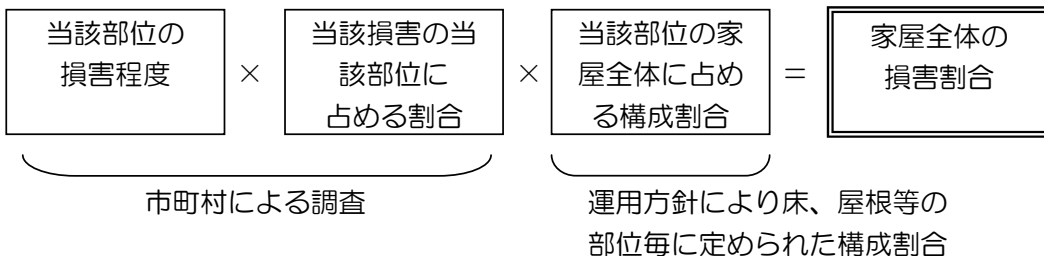 当該部位の
損害程度
×
当該損害の当
該部位に
占める割合
×
当該部位の家
屋全体に占め
る構成割合
＝
家屋全体の
損害割合
市町村による調査
運用方針により床、屋根等の
部位毎に定められた構成割合